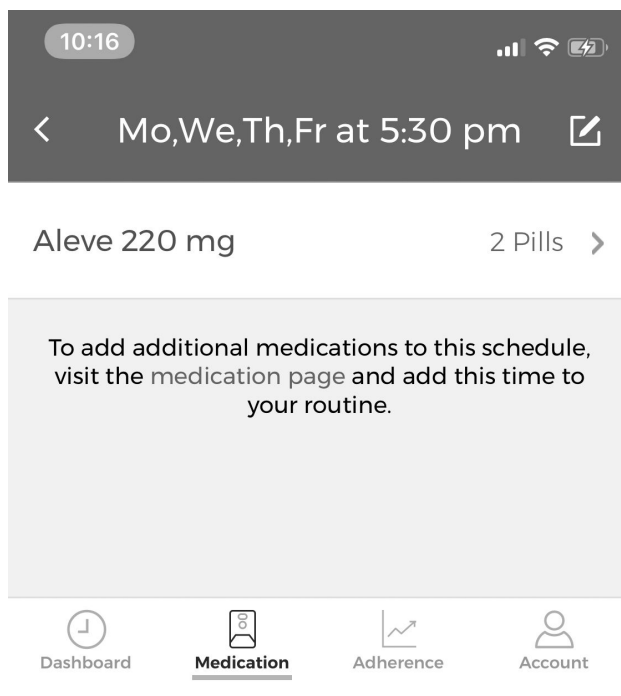 10:16
Mo,We,Th,Fr at 5:30 pm
Aleve 220 mg 2 Pills
To add additional medications to this schedule,
visit the medication page and add this time to
your routine.
Dashboard Medication Adherence Account